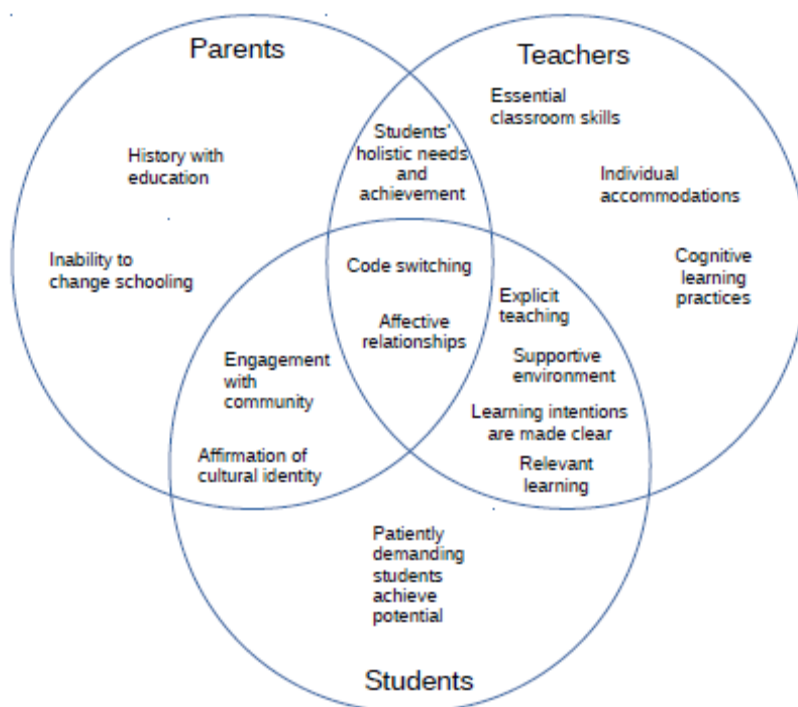 Parents
Teachers
Essential
classroom skills
Students'
holistic needs
and
achievement
History with
education
Individual
accommodations
Inability to
change schooling
Code switching
Cognitive
learning
practices
Explicit
teaching
Affective
relationships
Engagement
with
community
Supportive
environment
Learning intentions
are made clear
Affirmation of
cultural identity
Relevant
learning
Patiently
demanding
students
achieve
potential
Students